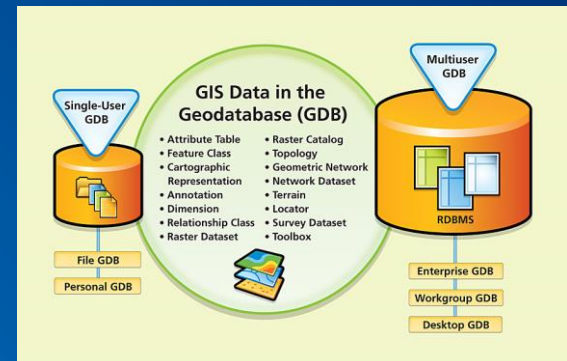 Single-User
GDB
File GDB
Personal GDB
GIS Data in the
Geodatabase (GDB)
• Attribute Table
• Feature Class
• Cartographic
Representation
• Annotation
• Dimension
• Relationship Class
• Raster Dataset
• Raster Catalog
• Topology
• Geometric Network
• Network Dataset
• Terrain
• Locator
• Survey Dataset
• Toolbox
Multiuser
GDB
RDBMS
Enterprise GDB
Workgroup GDB
Desktop GDB